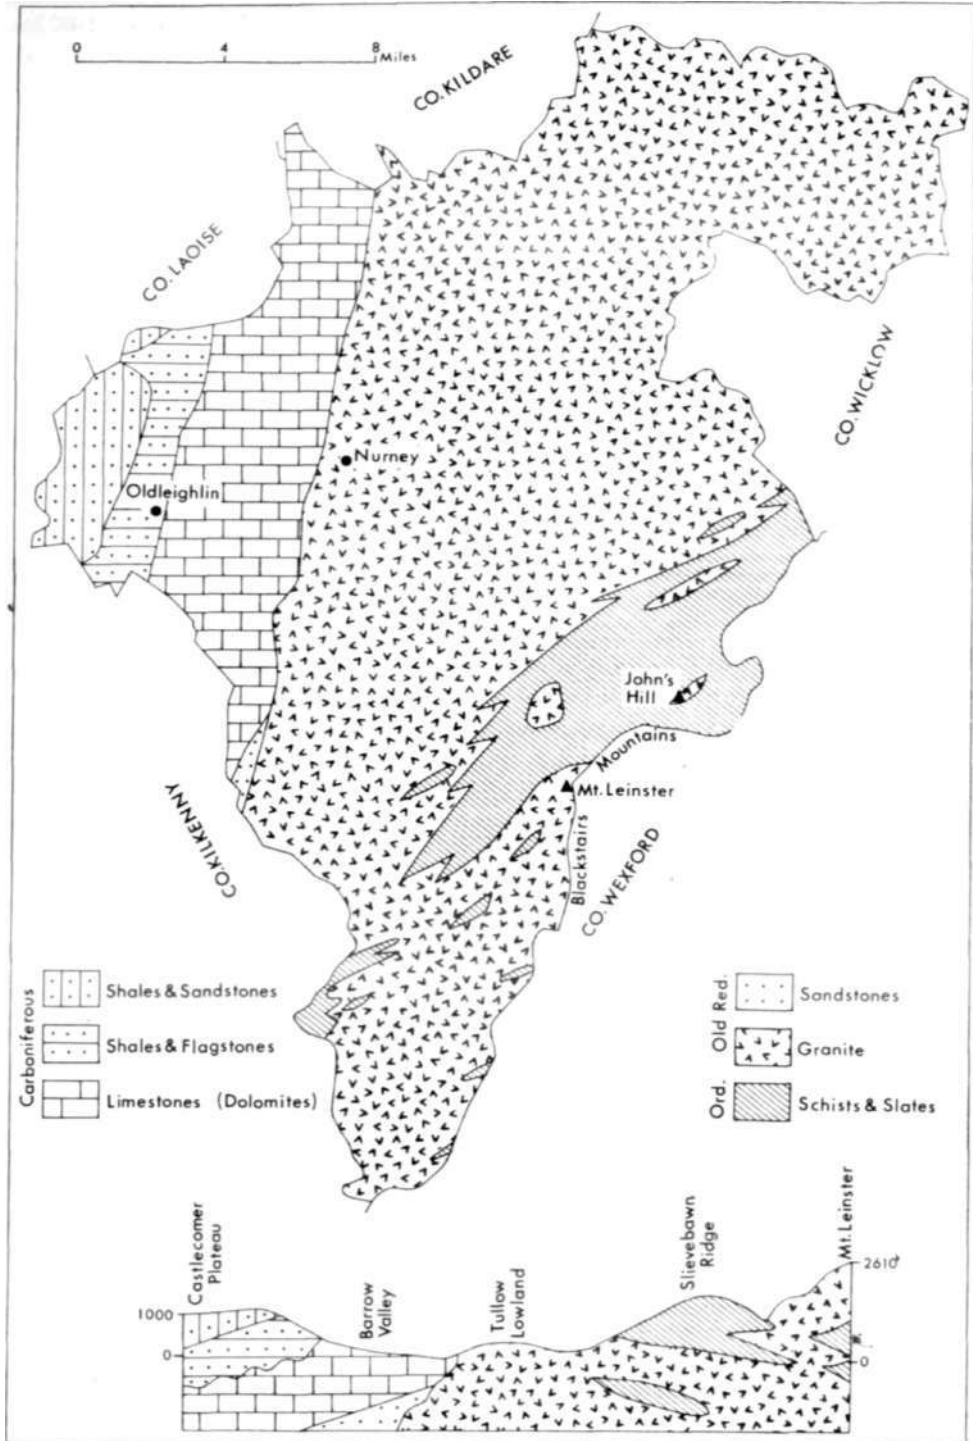 0
4
8
Miles
CO. KILDARE
CO. LAOISE
CO. WICKLOW
Nurney
Oldleighlin
John's
Hill
Mountains
Mt. Leinster
Blackstairs
CO. KILKENNY
CO. WEXFORD
Carboniferous
Shales & Sandstones
Shales & Flagstones
Limestones (Dolomites)
Old Red.
Ord.
Sandstones
Granite
Schists & Slates
Castlecomer
Plateau
Barrow
Valley
Tullow
Lowland
Slievebawn
Ridge
Mt. Leinster
1000
0
2610
0